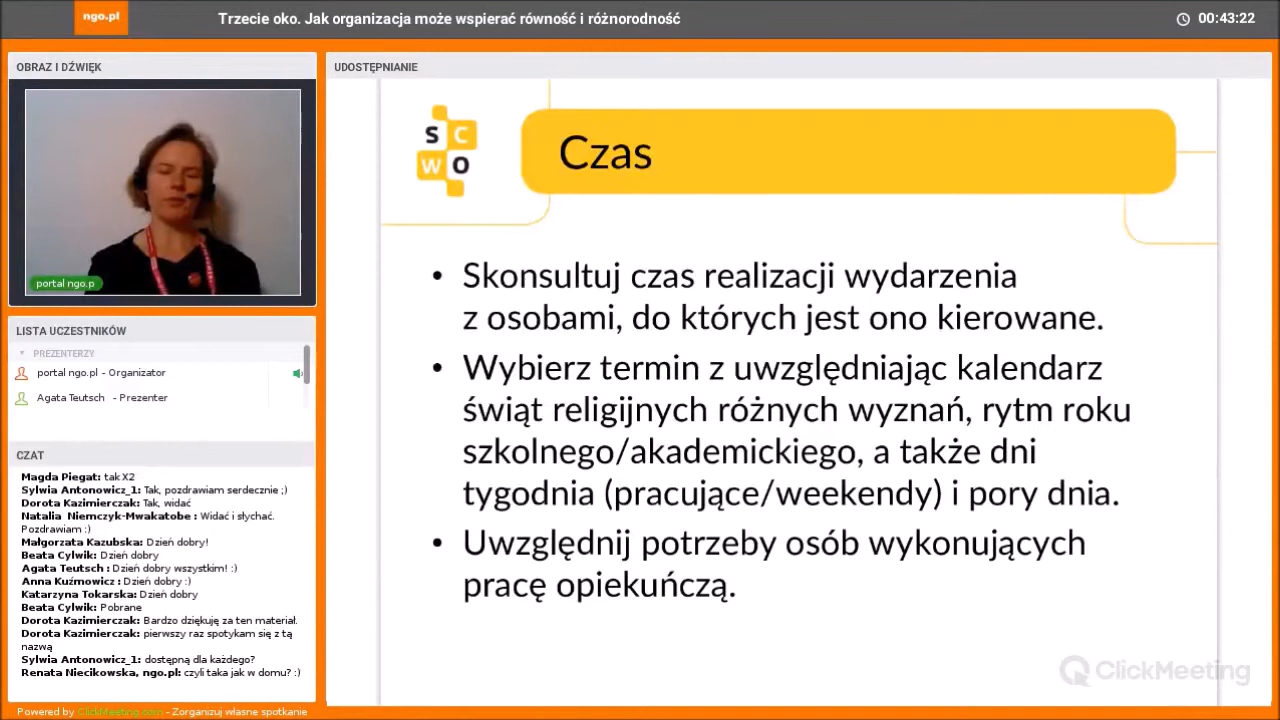 ngo.pl
Trzecie oko. Jak organizacja może wspierać równość i różnorodność
00:43:22
OBRAZ I DŹWIĘK
portal ngo.p
LISTA UCZESTNIKÓW
PREZENTERZY
portal ngo.pl - Organizator
Agata Teutsch - Prezenter
CZAT
Magda Piegat: tak X2
Sylwia Antonowicz_1: Tak, pozdrawiam serdecznie ;)
Dorota Kazimierczak: Tak, widać
Natalia Niemczyk-Mwakatobe : Widać i słychać.
Pozdrawiam :)
Małgorzata Kazubska: Dzień dobry!
Beata Cylwik: Dzień dobry
Agata Teutsch : Dzień dobry wszystkim! :)
Anna Kuźmowicz : Dzień dobry :)
Katarzyna Tokarska: Dzień dobry
Beata Cylwik: Pobrane
Dorota Kazimierczak: Bardzo dziękuję za ten materiał.
Dorota Kazimierczak: pierwszy raz spotykam się z tą
nazwą
Sylwia Antonowicz_1: dostępną dla każdego?
Renata Niecikowska, ngo.pl: czyli taka jak w domu? :)
Powered by ClickMeeting.com - Zorganizuj własne spotkanie
UDOSTĘPNIANIE
S C
W O
Czas
• Skonsultuj czas realizacji wydarzenia
z osobami, do których jest ono kierowane.
• Wybierz termin z uwzględniając kalendarz
świąt religijnych różnych wyznań, rytm roku
szkolnego/akademickiego, a także dni
tygodnia (pracujące/weekendy) i pory dnia.
• Uwzględnij potrzeby osób wykonujących
pracę opiekuńczą.
ClickMeeting